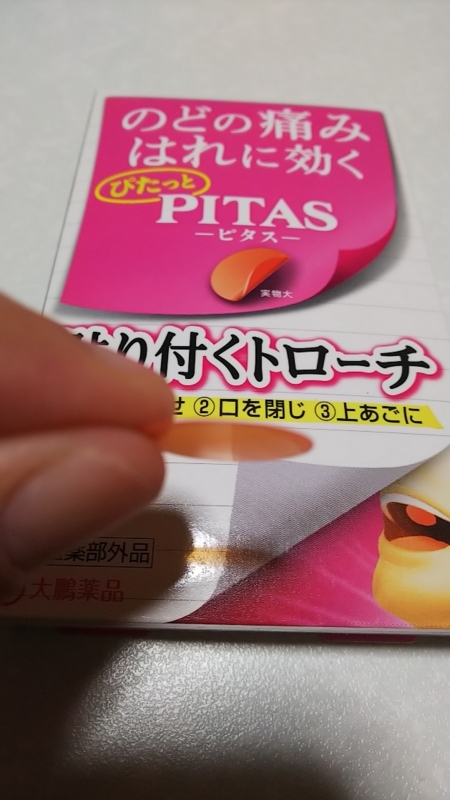 のどの痛み
はれに効く
ぴたっと
PITAS
ーピタスー
実物大
り付くトローチ
せ ②口を閉じ ③上あごに
薬部外品
大鵬薬品